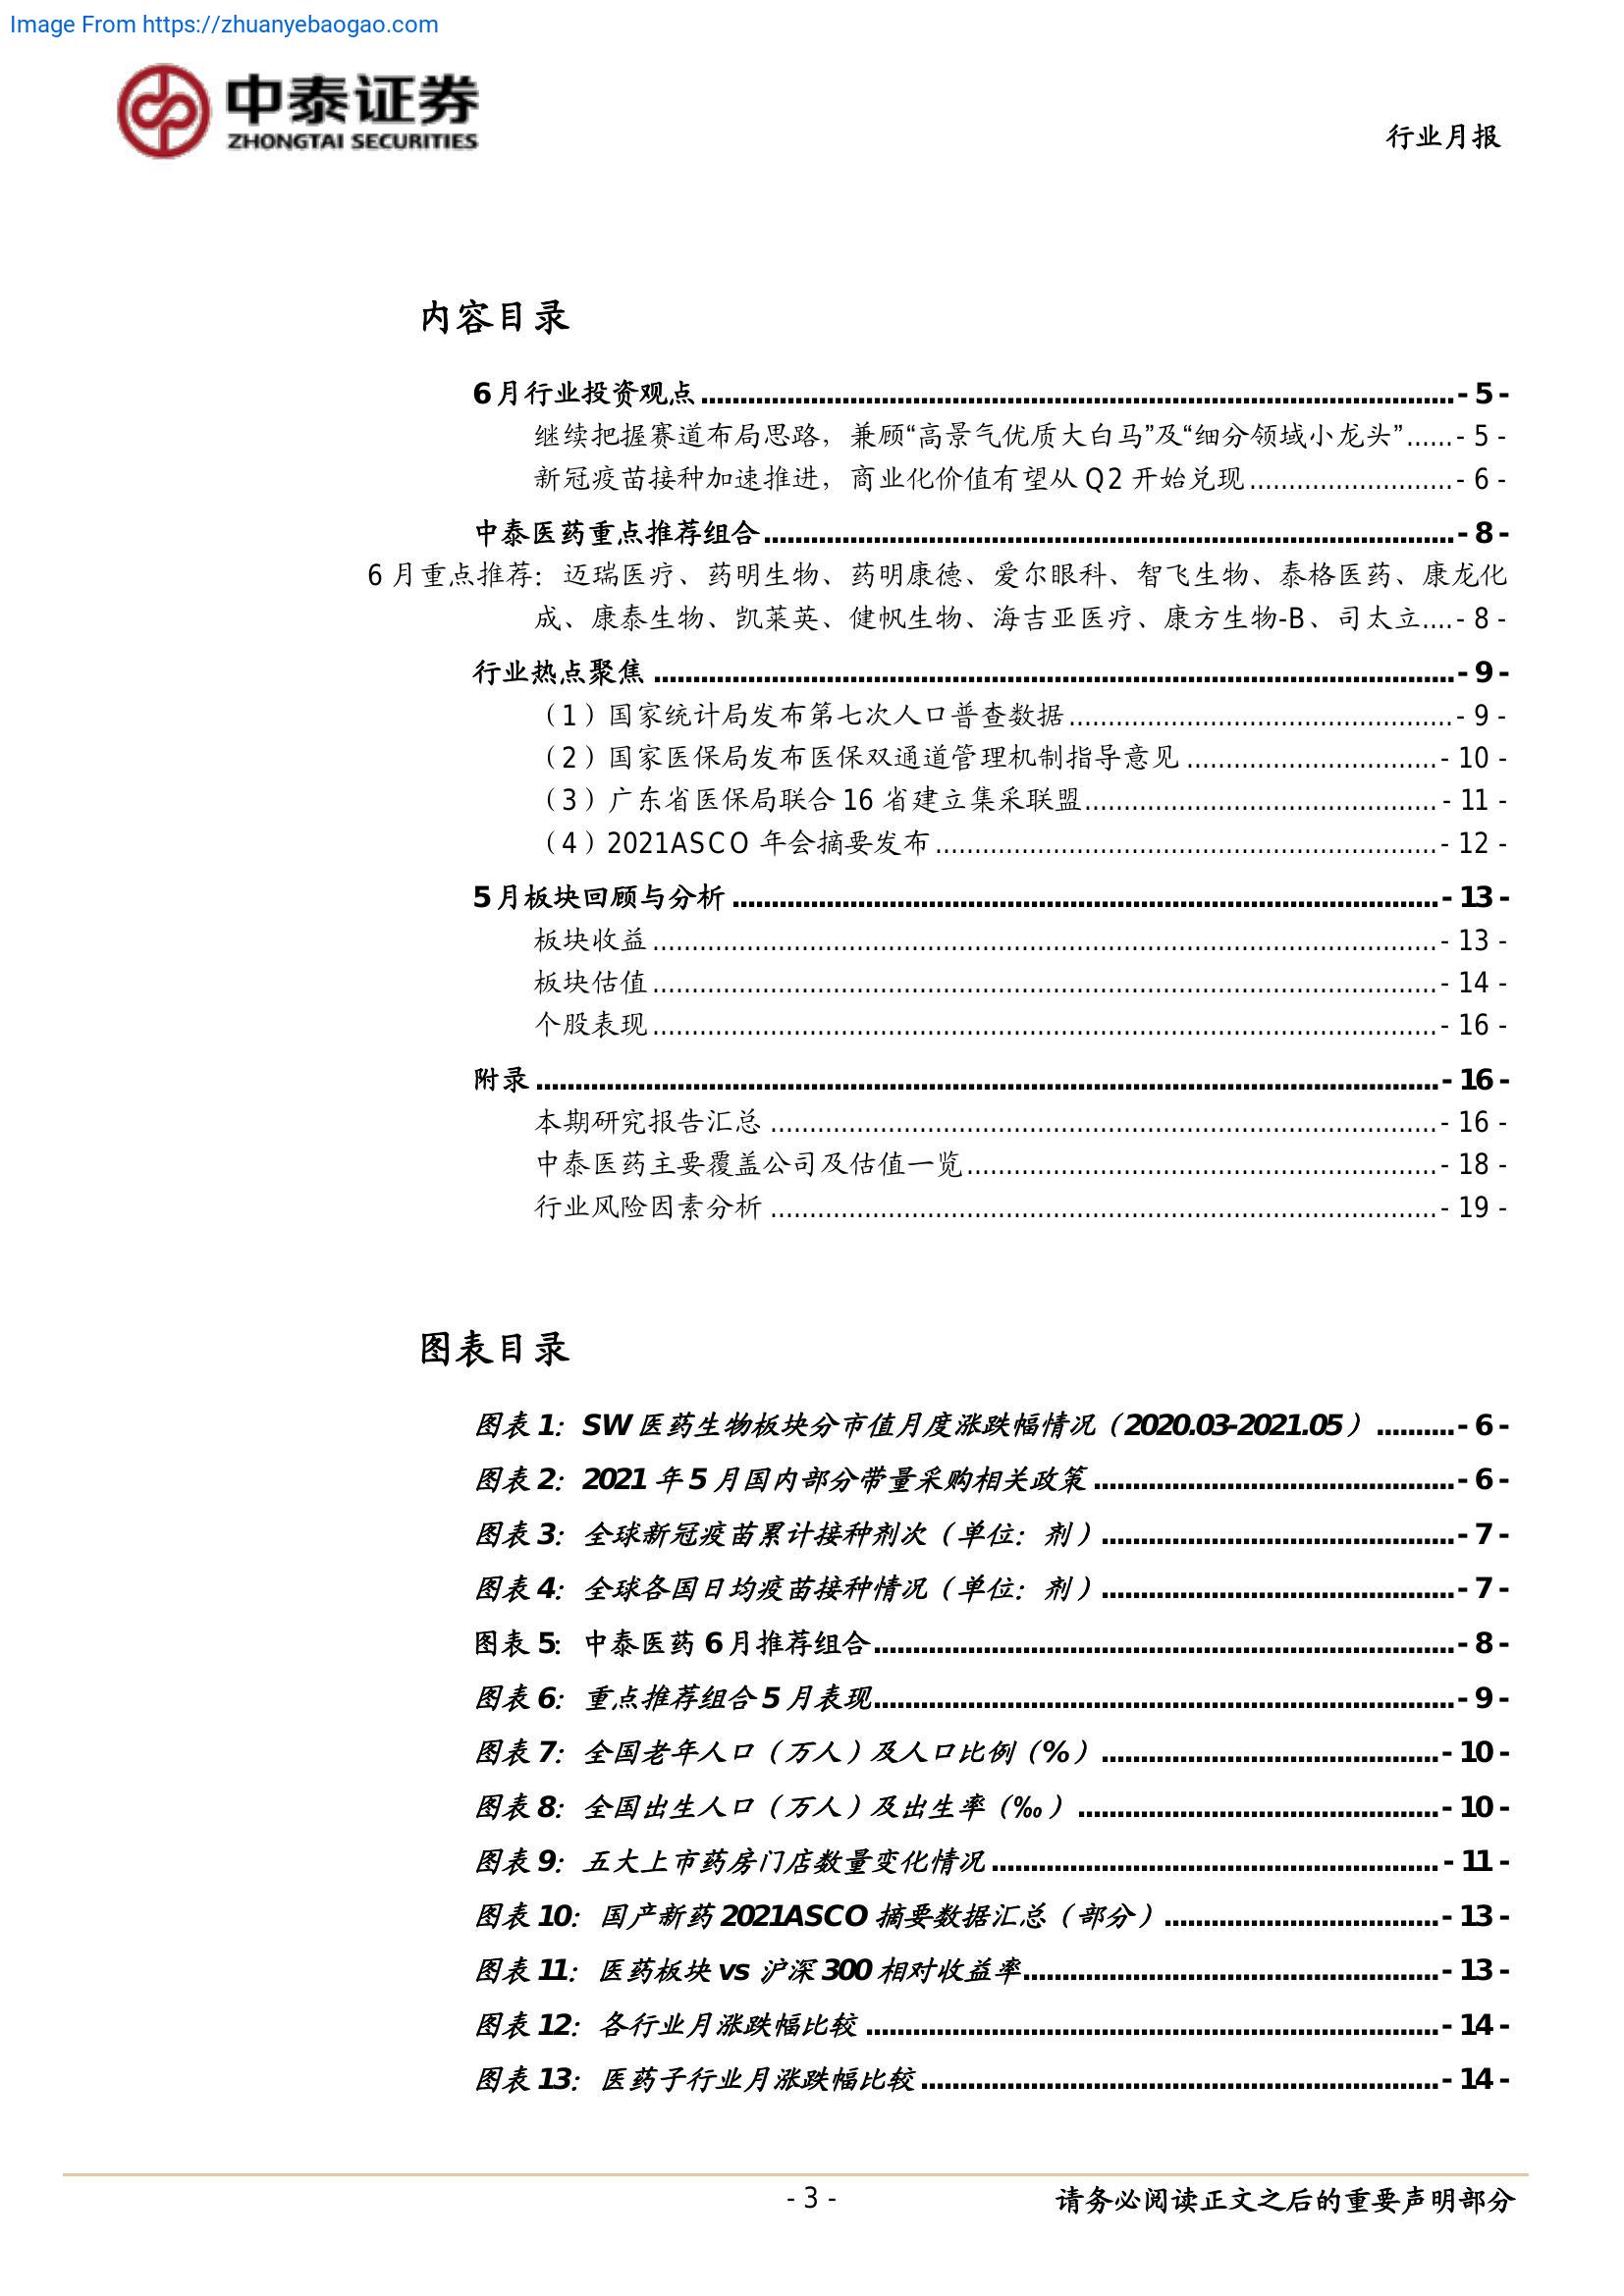 Image From https://zhuanyebaogao.com
中泰证券
ZHONGTAI SECURITIES
行业月报
内容目录
6月行业投资观点...................................................- 5 -
继续把握赛道布局思路，兼顾“高景气优质大白马”及“细分领域小龙头”......- 5 -
新冠疫苗接种加速推进，商业化价值有望从 Q2 开始兑现..........................- 6 -
中泰医药重点推荐组合...................................................- 8 -
6 月重点推荐：迈瑞医疗、药明生物、药明康德、爱尔眼科、智飞生物、泰格医药、康龙化
成、康泰生物、凯莱英、健帆生物、海吉亚医疗、康方生物-B、司太立....- 8 -
行业热点聚焦...................................................- 9 -
（1）国家统计局发布第七次人口普查数据.................................................- 9 -
（2）国家医保局发布医保双通道管理机制指导意见................................- 10 -
（3）广东省医保局联合 16 省建立集采联盟.............................................- 11 -
（4）2021ASCO 年会摘要发布................................................................- 12 -
5月板块回顾与分析...................................................- 13 -
板块收益...................................................- 13 -
板块估值...................................................- 14 -
个股表现...................................................- 16 -
附录...................................................- 16 -
本期研究报告汇总...................................................- 16 -
中泰医药主要覆盖公司及估值一览...................................................- 18 -
行业风险因素分析...................................................- 19 -
图表目录
图表 1：SW 医药生物板块分市值月度涨跌幅情况（2020.03-2021.05）..........- 6 -
图表 2：2021 年 5 月国内部分带量采购相关政策..............................................- 6 -
图表 3：全球新冠疫苗累计接种剂次（单位：剂）.............................................- 7 -
图表 4：全球各国日均疫苗接种情况（单位：剂）.............................................- 7 -
图表 5：中泰医药 6 月推荐组合...................................................- 8 -
图表 6：重点推荐组合 5 月表现...................................................- 9 -
图表 7：全国老年人口（万人）及人口比例（%）...........................................- 10 -
图表 8：全国出生人口（万人）及出生率（‰）..............................................- 10 -
图表 9：五大上市药房门店数量变化情况...................................................- 11 -
图表 10：国产新药 2021ASCO 摘要数据汇总（部分）...................................- 13 -
图表 11：医药板块 vs 沪深 300 相对收益率...................................................- 13 -
图表 12：各行业月涨跌幅比较...................................................- 14 -
图表 13：医药子行业月涨跌幅比较...................................................- 14 -
- 3 -
请务必阅读正文之后的重要声明部分